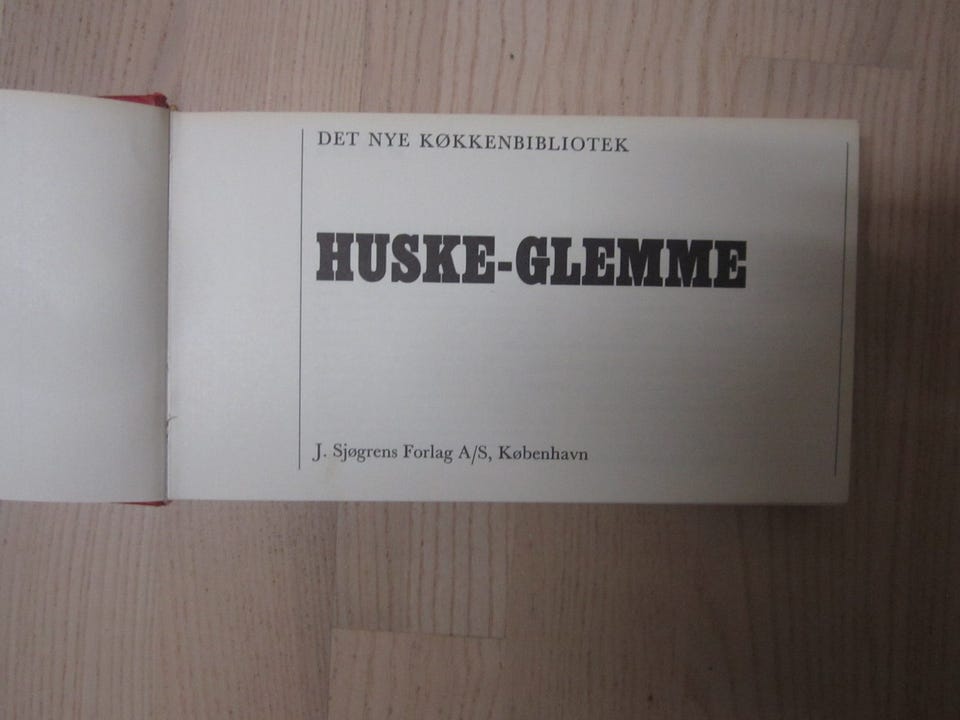 DET NYE KØKKENBIBLIOTEK
HUSKE-GLEMME
J. Sjøgrens Forlag A/S, København